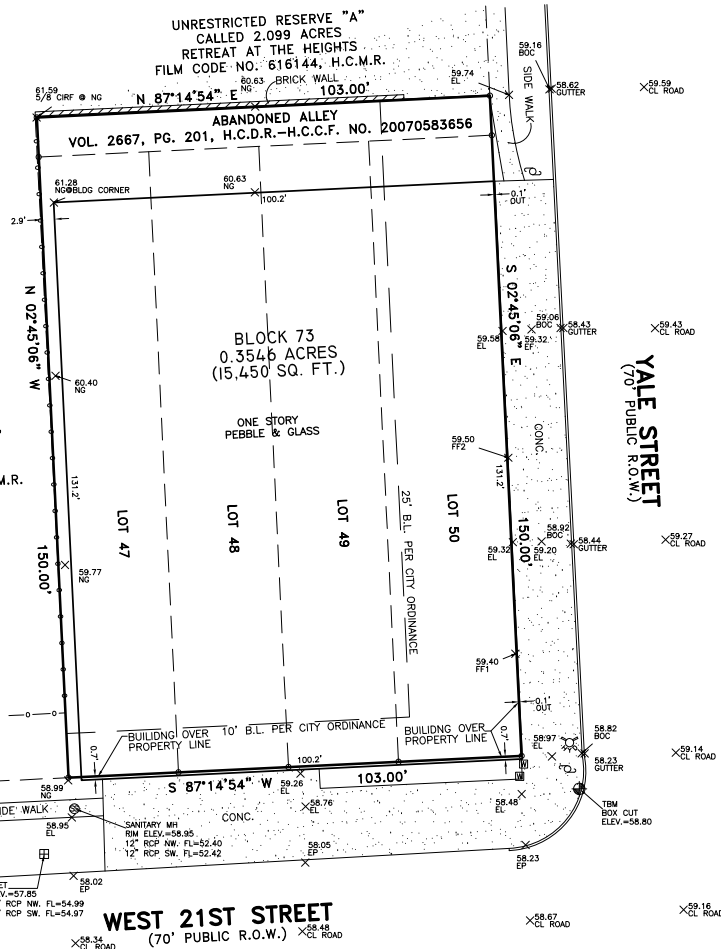 UNRESTRICTED RESERVE "A"
CALLED 2.099 ACRES
RETREAT AT THE HEIGHTS
FILM CODE NO. 616144, H.C.M.R.
61.59
5/8 CIRF @ NG
N 87°14'54" E
60.63
NG
BRICK WALL
103.00'
59.74
EL
SIDE WALK
59.16
BOC
58.62
GUTTER
59.59
CL ROAD
ABANDONED ALLEY
VOL. 2667, PG. 201, H.C.D.R.-H.C.C.F. NO. 20070583656
61.28
NG@BLDG CORNER
60.63
NG
100.2'
0.1'
OUT
2.9'
N 02°45'06" W
S 02°45'06" E
BLOCK 73
0.3546 ACRES
(15,450 SQ. FT.)
59.58
EL
59.06
BOC
59.32
EF
58.43
GUTTER
59.43
CL ROAD
60.40
NG
YALE STREET
(70' PUBLIC R.O.W.)
ONE STORY
PEBBLE & GLASS
CONC.
59.50
FF2
M.R.
131.2'
131.2'
LOT 47
LOT 48
LOT 49
LOT 50
25' B.L. PER CITY ORDINANCE
150.00'
150.00'
59.77
NG
59.32
EL
58.92
BOC
59.20
EL
58.44
GUTTER
59.27
CL ROAD
59.40
FF1
0.1'
OUT
BUILIDNG OVER
PROPERTY LINE
10' B.L. PER CITY ORDINANCE
BUILIDNG OVER
PROPERTY LINE
0.7'
0.7'
100.2'
58.97
EL
58.82
BOC
58.23
GUTTER
59.14
CL ROAD
58.99
NG
S 87°14'54" W
59.26
EL
103.00'
W
W
58.76
EL
58.48
EL
TBM
BOX CUT
ELEV.=58.80
IDE WALK
CONC.
58.95
EL
SANITARY MH
RIM ELEV.=58.95
12" RCP NW. FL=52.40
12" RCP SW. FL=52.42
58.05
EP
58.23
EP
58.02
EP
ET
V.=57.85
" RCP NW. FL=54.99
" RCP SW. FL=54.97
WEST 21ST STREET
(70' PUBLIC R.O.W.)
58.34
CL ROAD
58.48
CL ROAD
58.67
CL ROAD
59.16
CL ROAD